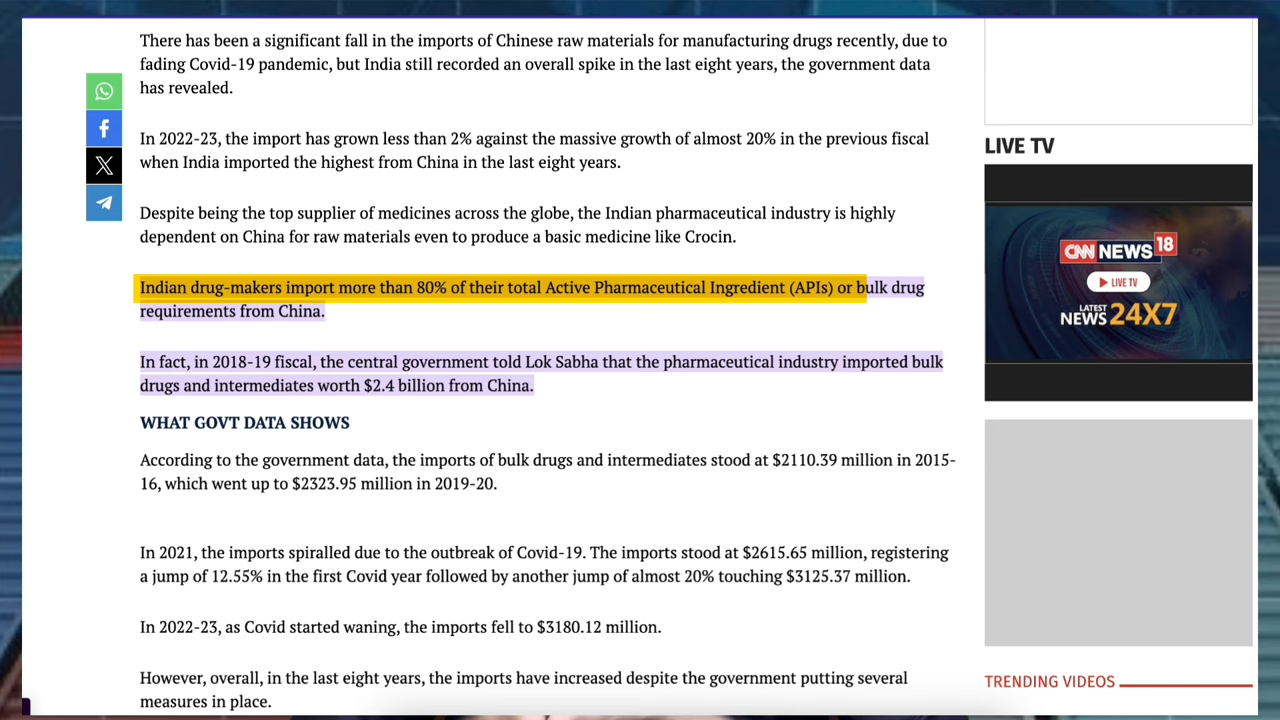 There has been a significant fall in the imports of Chinese raw materials for manufacturing drugs recently, due to
fading Covid-19 pandemic, but India still recorded an overall spike in the last eight years, the government data
has revealed.
In 2022-23, the import has grown less than 2% against the massive growth of almost 20% in the previous fiscal
when India imported the highest from China in the last eight years.
Despite being the top supplier of medicines across the globe, the Indian pharmaceutical industry is highly
dependent on China for raw materials even to produce a basic medicine like Crocin.
Indian drug-makers import more than 80% of their total Active Pharmaceutical Ingredient (APIs) or bulk drug
requirements from China.
In fact, in 2018-19 fiscal, the central government told Lok Sabha that the pharmaceutical industry imported bulk
drugs and intermediates worth $2.4 billion from China.
WHAT GOVT DATA SHOWS
According to the government data, the imports of bulk drugs and intermediates stood at $2110.39 million in 2015-
16, which went up to $2323.95 million in 2019-20.
In 2021, the imports spiralled due to the outbreak of Covid-19. The imports stood at $2615.65 million, registering
a jump of 12.55% in the first Covid year followed by another jump of almost 20% touching $3125.37 million.
In 2022-23, as Covid started waning, the imports fell to $3180.12 million.
However, overall, in the last eight years, the imports have increased despite the government putting several
measures in place.
LIVE TV
CNN NEWS 18
LIVE TV
LATEST
NEWS 24X7
TRENDING VIDEOS